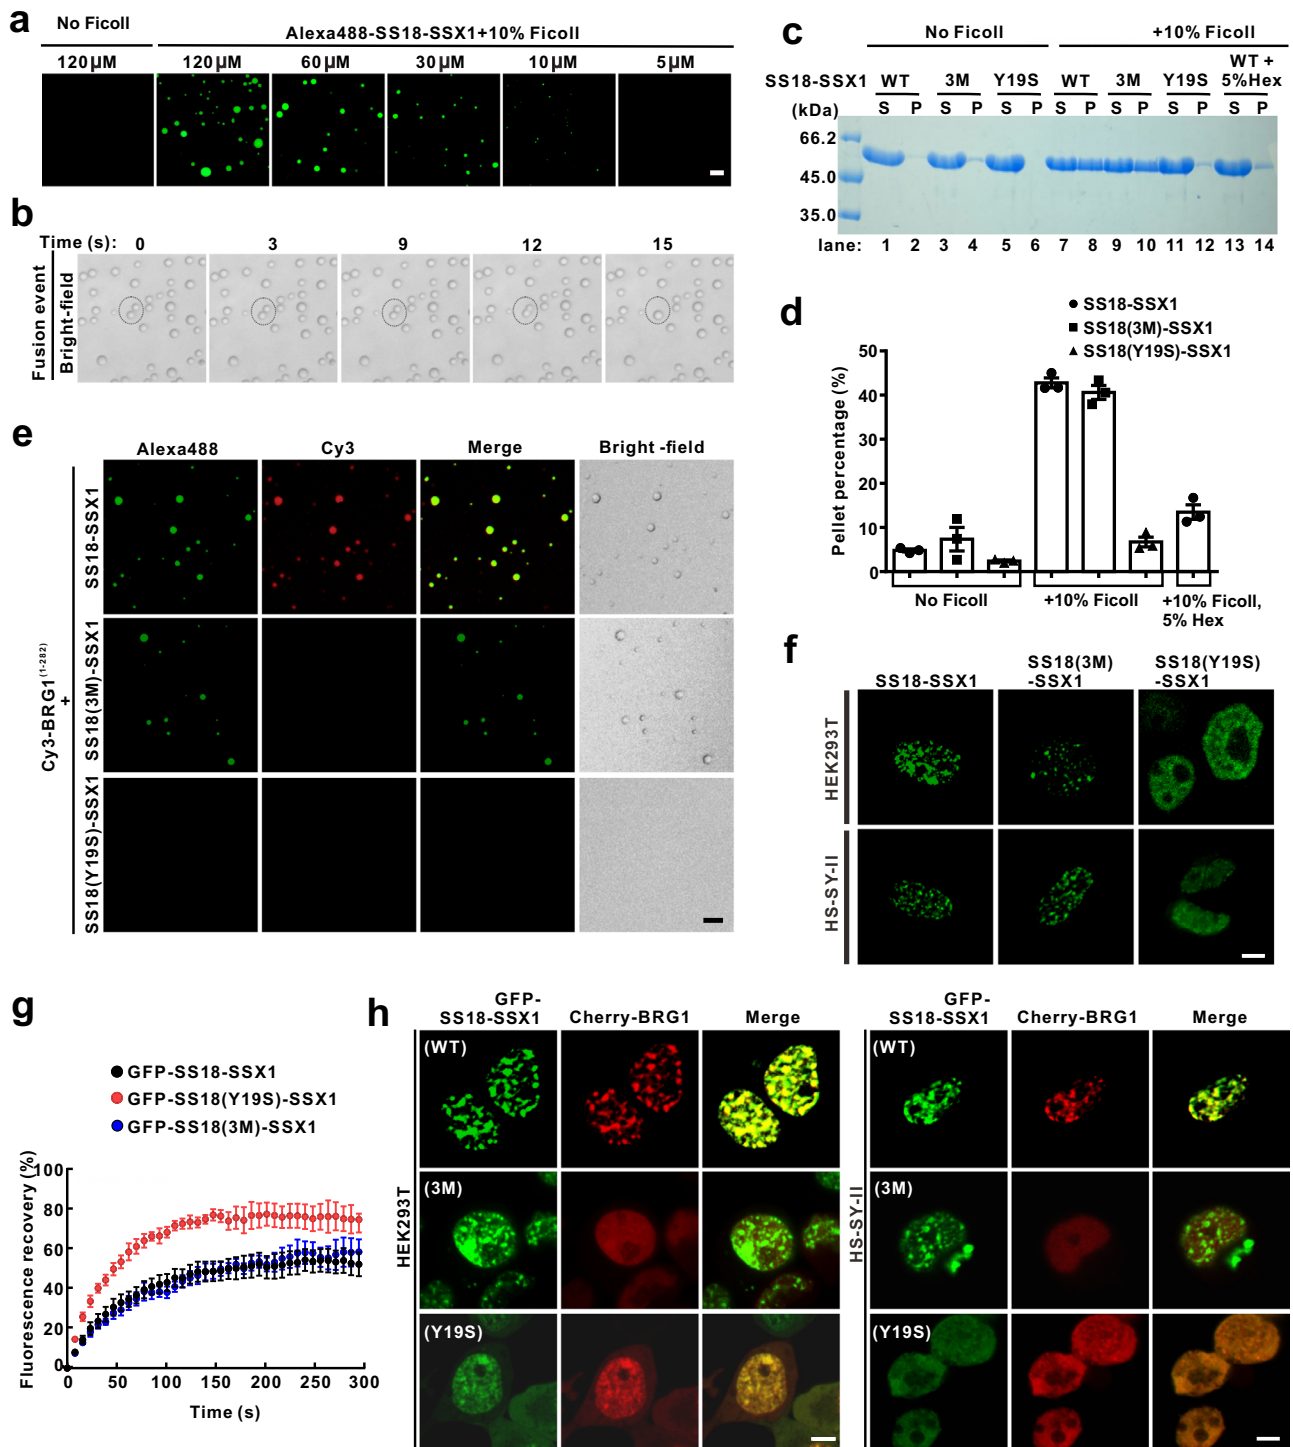 a
No Ficoll
Alexa488-SS18-SSX1+10% Ficoll
120μM 120μM 60μM 30μM 10μM 5μM
b
Time (s): 0 3 9 12 15
Fusion event
Bright-field
c
No Ficoll +10% Ficoll
WT +
SS18-SSX1 WT 3M Y19S WT 3M Y19S 5%Hex
(kDa) S P S P S P S P S P S P S P
66.2
45.0
35.0
lane: 1 2 3 4 5 6 7 8 9 10 11 12 13 14
d
SS18-SSX1
SS18(3M)-SSX1
SS18(Y19S)-SSX1
Pellet percentage (%)
50
40
30
20
10
0
No Ficoll +10% Ficoll +10% Ficoll,
5% Hex
e
Alexa488 Cy3 Merge Bright -field
Cy3-BRG1(1-282)
+
SS18-SSX1
SS18(3M)-SSX1
SS18(Y19S)-SSX1
f
SS18-SSX1
SS18(3M)
-SSX1
SS18(Y19S)
-SSX1
HEK293T
HS-SY-II
g
GFP-SS18-SSX1
GFP-SS18(Y19S)-SSX1
GFP-SS18(3M)-SSX1
Fluorescence recovery (%)
100
80
60
40
20
0
0 50 100 150 200 250 300
Time (s)
h
GFP-
SS18-SSX1 Cherry-BRG1 Merge
HEK293T
(WT)
(3M)
(Y19S)
GFP-
SS18-SSX1 Cherry-BRG1 Merge
HS-SY-II
(WT)
(3M)
(Y19S)